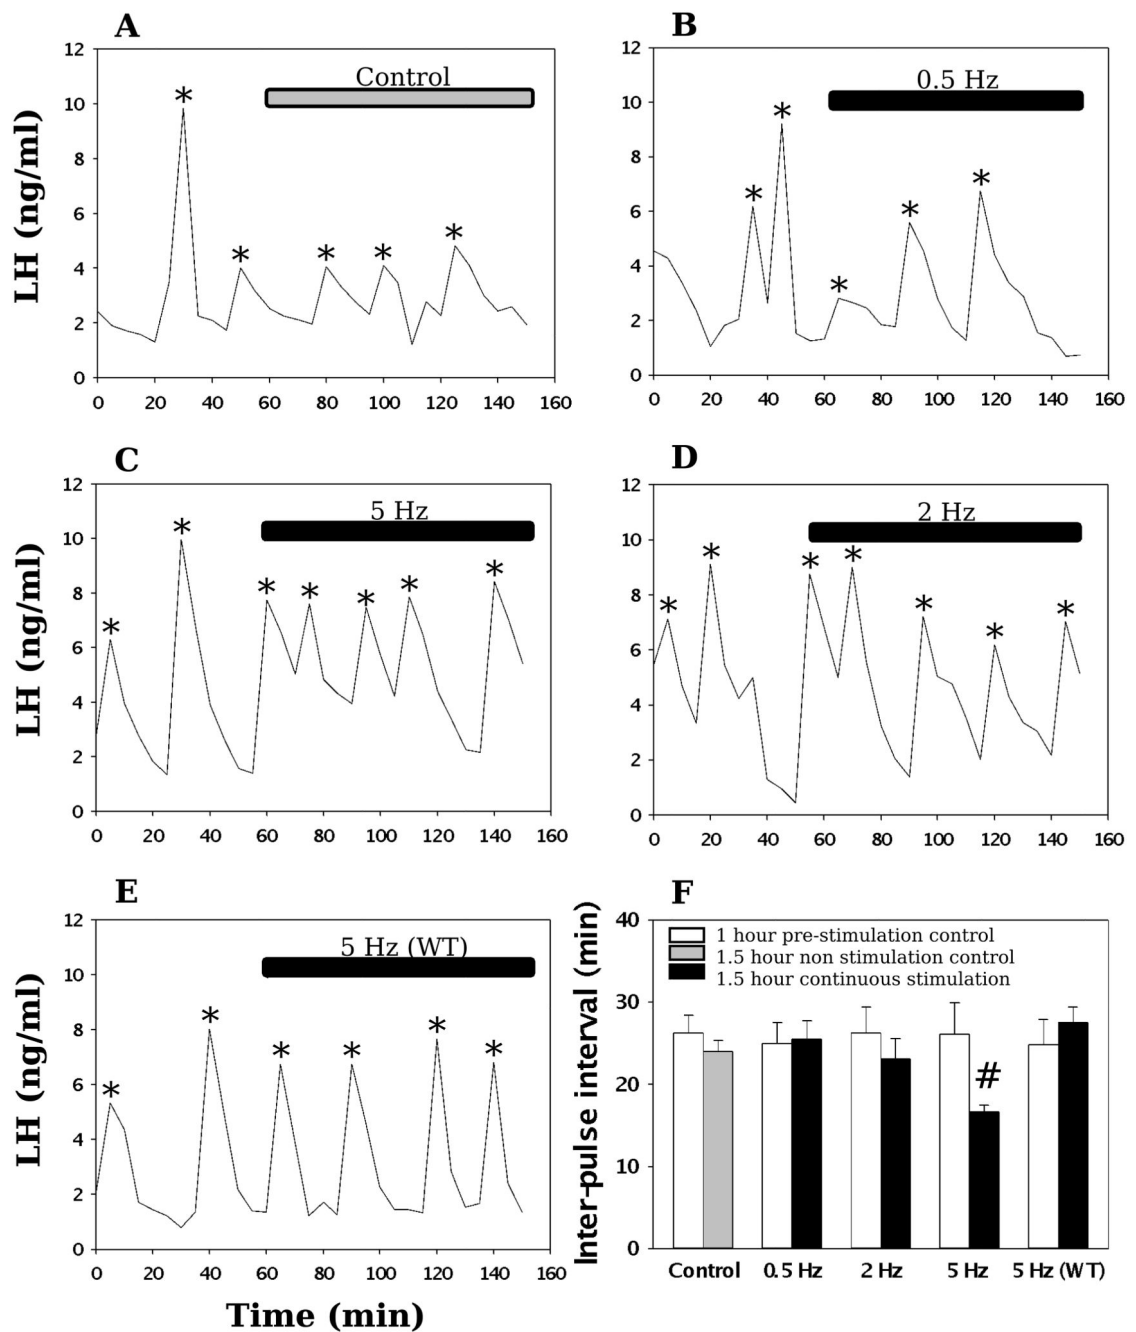 A
Control
*
*
*
*
*
LH (ng/ml)
12
10
8
6
4
2
0
0 20 40 60 80 100 120 140 160
B
0.5 Hz
*
*
*
*
*
12
10
8
6
4
2
0
0 20 40 60 80 100 120 140 160
C
5 Hz
*
*
*
*
*
*
*
LH (ng/ml)
12
10
8
6
4
2
0
0 20 40 60 80 100 120 140 160
D
2 Hz
*
*
*
*
*
*
*
12
10
8
6
4
2
0
0 20 40 60 80 100 120 140 160
E
5 Hz (WT)
*
*
*
*
*
*
LH (ng/ml)
12
10
8
6
4
2
0
0 20 40 60 80 100 120 140 160
Time (min)
F
Inter-pulse interval (min)
40
30
20
10
0
1 hour pre-stimulation control
1.5 hour non stimulation control
1.5 hour continuous stimulation
#
Control 0.5 Hz 2 Hz 5 Hz 5 Hz (WT)